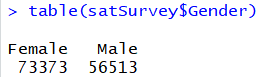 > table(satSurvey$Gender)
Female   Male
 73373  56513